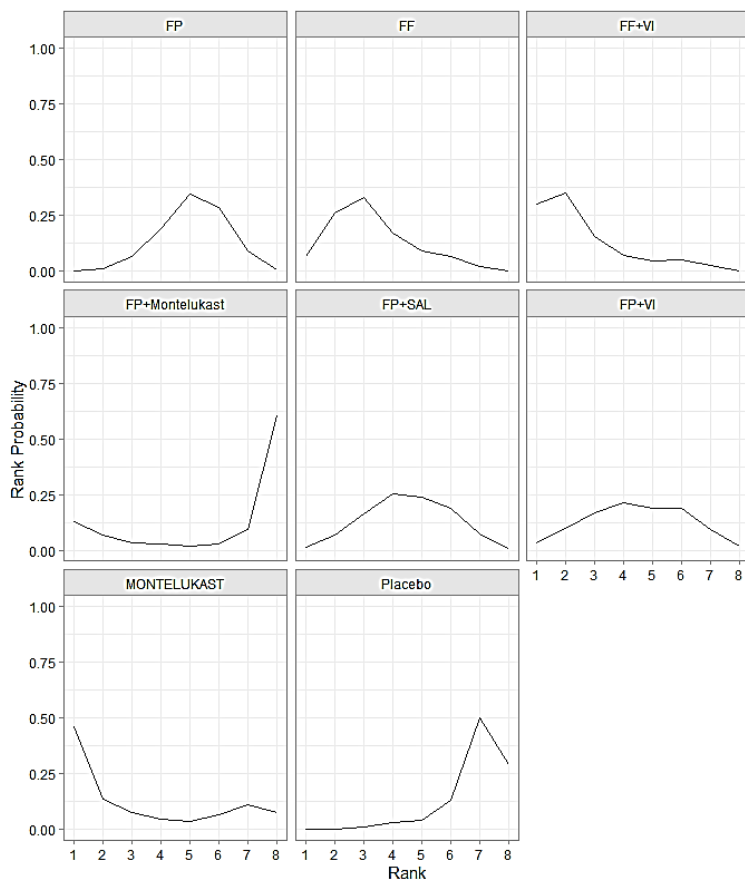 FP FF FF+VI
1.00
0.75
0.50
0.25
0.00
FP+Montelukast FP+SAL FP+VI
1.00
0.75
0.50
0.25
0.00
1 2 3 4 5 6 7 8
MONTELUKAST Placebo
1.00
0.75
0.50
0.25
0.00
1 2 3 4 5 6 7 8 1 2 3 4 5 6 7 8
Rank Probability
Rank